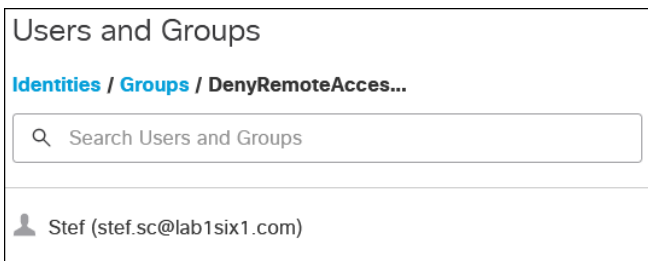 Users and Groups
Identities / Groups / DenyRemoteAcces...
Search Users and Groups
Stef (stef.sc@lab1six1.com)